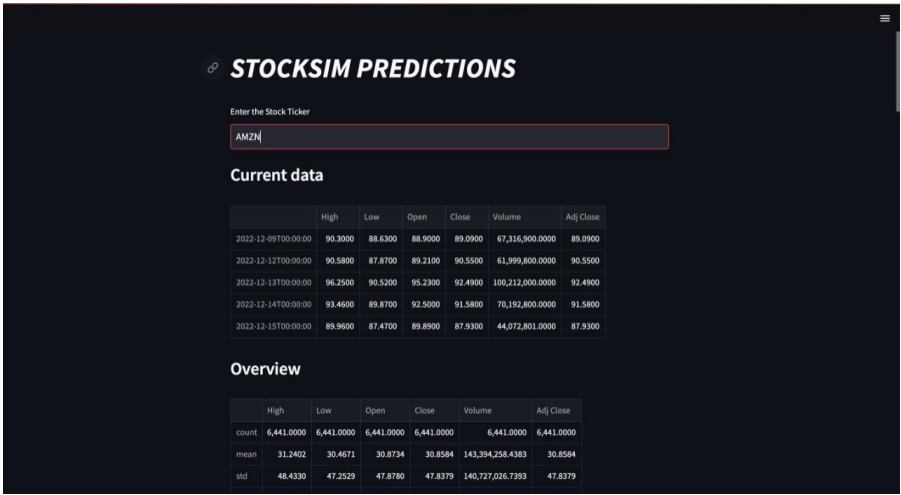 STOCKSIM PREDICTIONS
Enter the Stock Ticker
AMZN
Current data
High Low Open Close Volume Adj Close
2022-12-09T00:00:00 90.3000 88.6300 88.9000 89.0900 67,316,900.0000 89.0900
2022-12-12T00:00:00 90.5800 87.8700 89.2100 90.5500 61,999,800.0000 90.5500
2022-12-13T00:00:00 96.2500 90.5200 95.2300 92.4900 100,212,000.0000 92.4900
2022-12-14T00:00:00 93.4600 89.8700 92.5000 91.5800 70,192,800.0000 91.5800
2022-12-15T00:00:00 89.9600 87.4700 89.8900 87.9300 44,072,801.0000 87.9300
Overview
High Low Open Close Volume Adj Close
count 6,441.0000 6,441.0000 6,441.0000 6,441.0000 6,441.0000 6,441.0000
mean 31.2402 30.4671 30.8734 30.8584 143,394,258.4383 30.8584
std 48.4330 47.2529 47.8780 47.8379 140,727,026.7393 47.8379